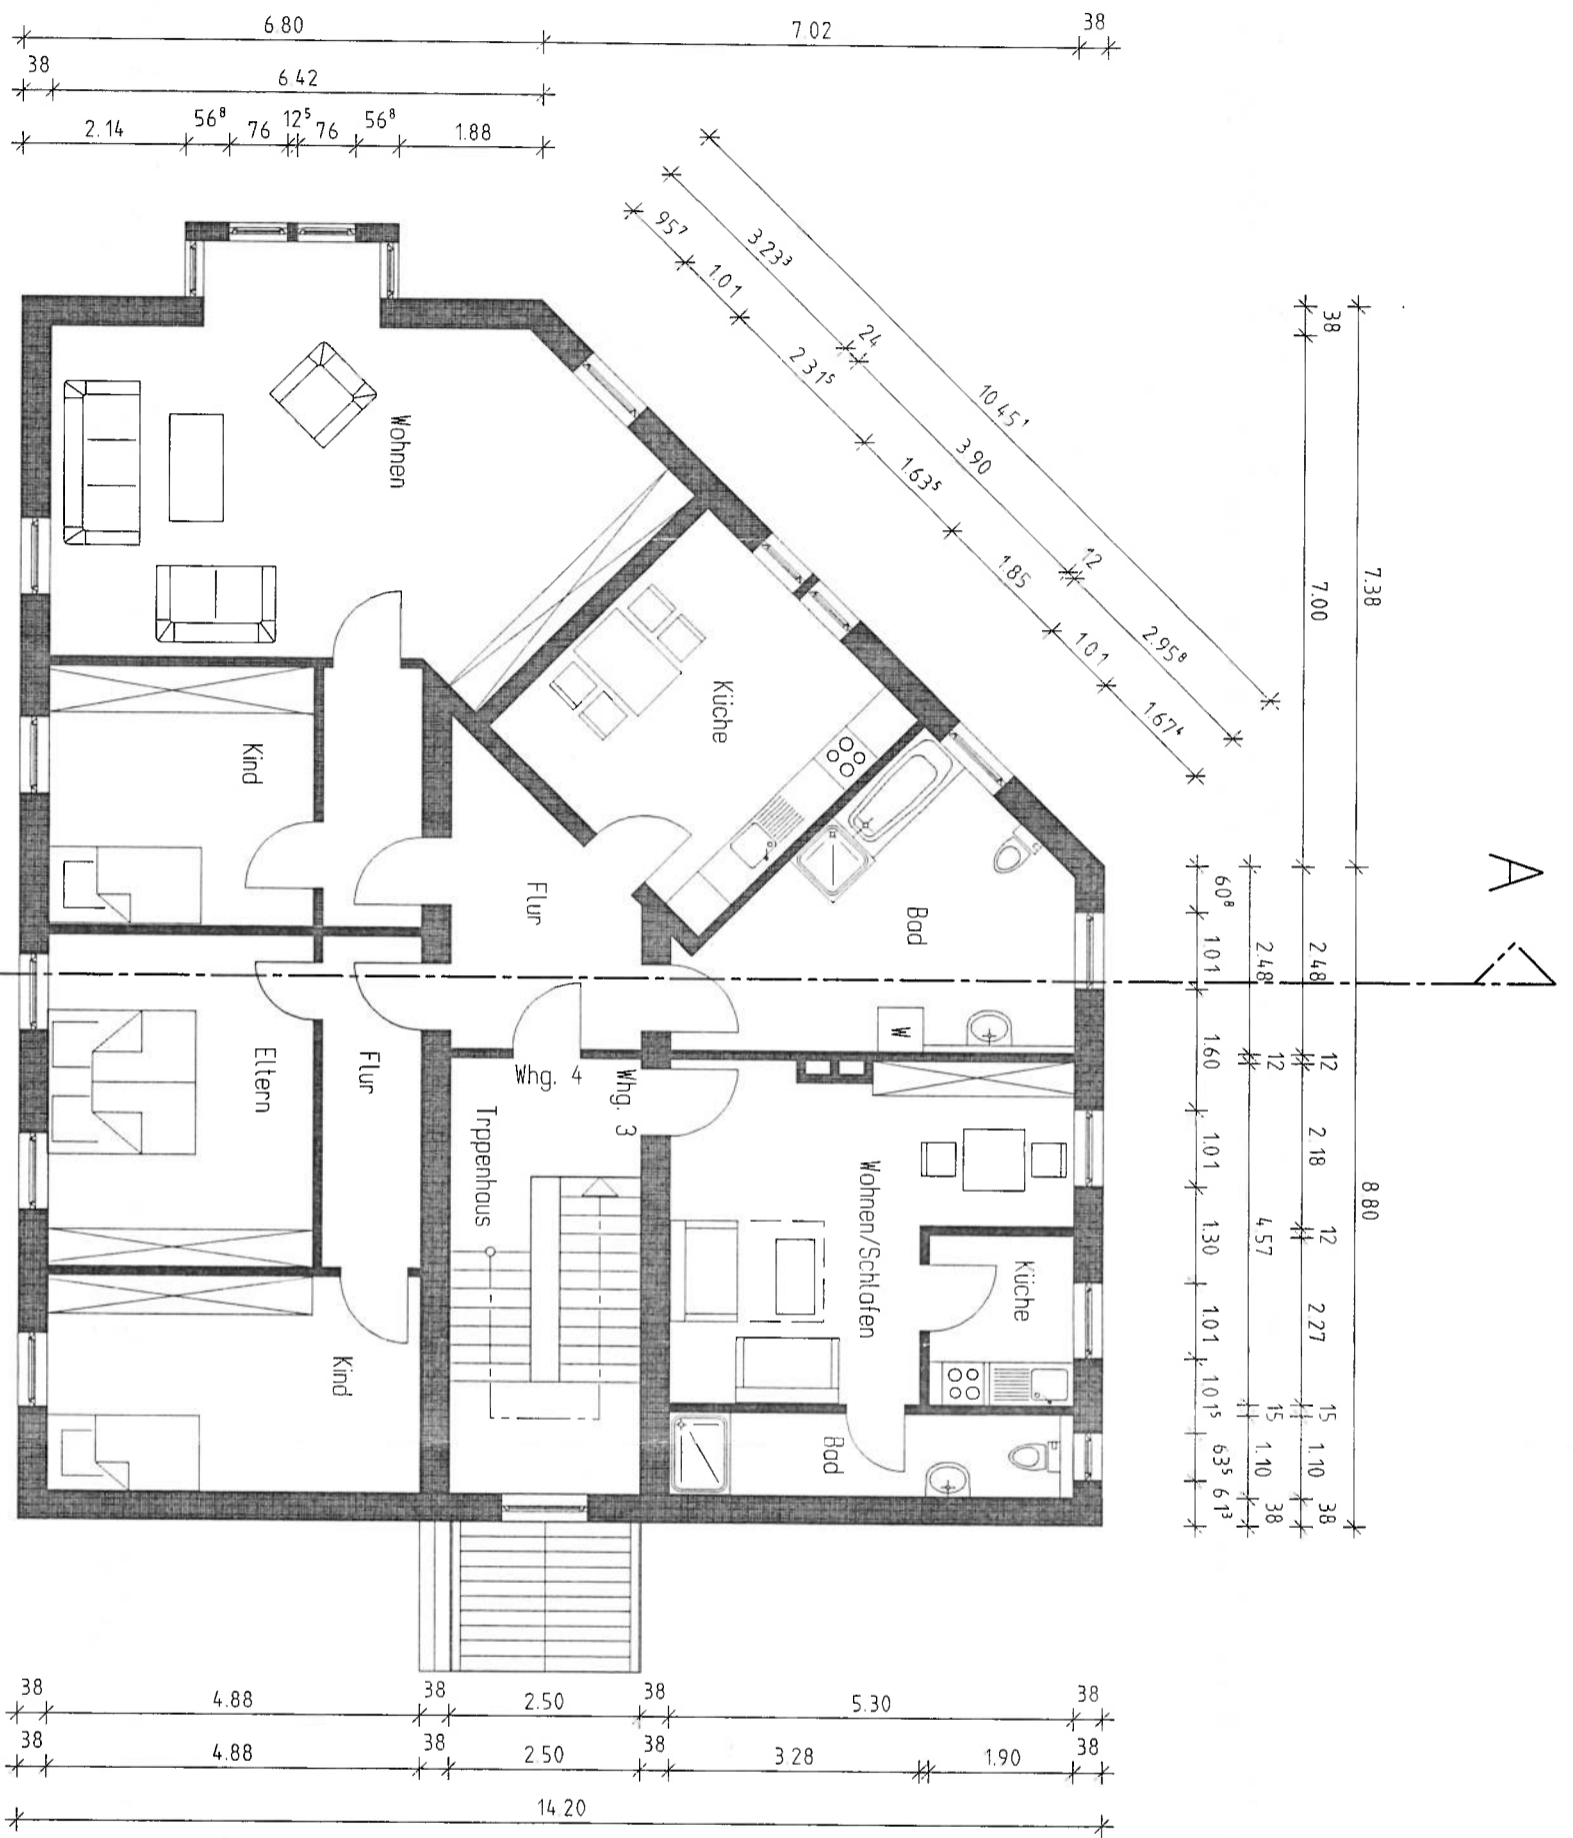 6.80 7.02 38
38 6.42
2.14 56⁸ 76 12⁵ 76 56⁸ 1.88
10.45¹
3.23³ 24 3.90 12 2.95⁸
95⁷ 1.01 2.31⁵ 1.63⁵ 1.85 1.01 1.67⁴
7.38 8.80
38 7.00 2.48 12 2.18 12 2.27 15 1.10 38
2.48 12 4.57 15 1.10 38
60⁸ 1.01 1.60 1.01 1.30 1.01 1.01⁵ 63⁵ 61³
A
Wohnen
Küche
Kind
Flur
Bad
W
Eltern
Flur
Whg. 4
Whg. 3
Trppenhaus
Wohnen/Schlafen
Küche
Kind
Bad
38 4.88 38 2.50 38 5.30 38
38 4.88 38 2.50 38 3.28 1.90 38
14.20